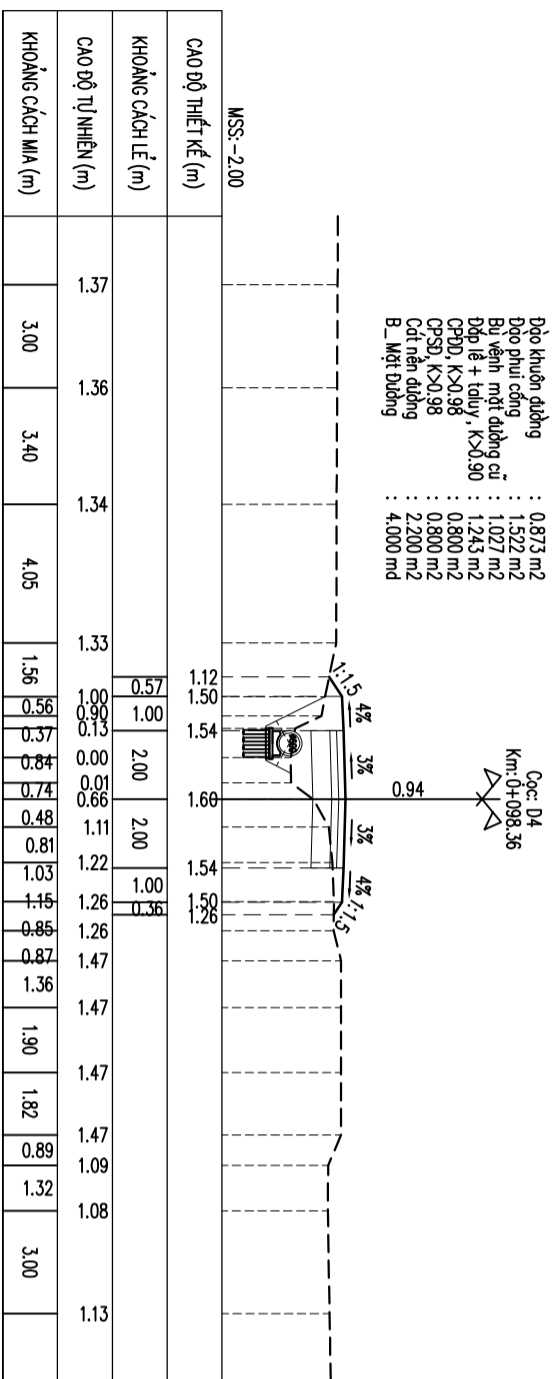 Cọc: D4
Km:0+098.36
Đào khuôn đường : 0.873 m2
Đào phui cống : 1.522 m2
Bù vênh mặt đường cũ : 1.027 m2
Đắp lề + taluy, K>0.90 : 1.243 m2
CPĐD, K>0.98 : 0.800 m2
CPSD, K>0.98 : 0.800 m2
Cát nền đường : 2.200 m2
B_ Mặt Đường : 4.000 md
0.94
1:1.5 4% 3% 3% 4% 1:1.5
MSS:-2.00
CAO ĐỘ THIẾT KẾ (m) 1.12 1.50 1.54 1.60 1.54 1.50 1.26
KHOẢNG CÁCH LẺ (m) 0.57 1.00 2.00 2.00 1.00 0.36
CAO ĐỘ TỰ NHIÊN (m) 1.37 1.36 1.34 1.33 1.00 0.90 0.13 0.00 0.01 0.66 1.11 1.22 1.26 1.26 1.47 1.47 1.47 1.47 1.09 1.08 1.13
KHOẢNG CÁCH MIA (m) 3.00 3.40 4.05 1.56 0.56 0.37 0.84 0.74 0.48 0.81 1.03 1.15 0.85 0.87 1.36 1.90 1.82 0.89 1.32 3.00